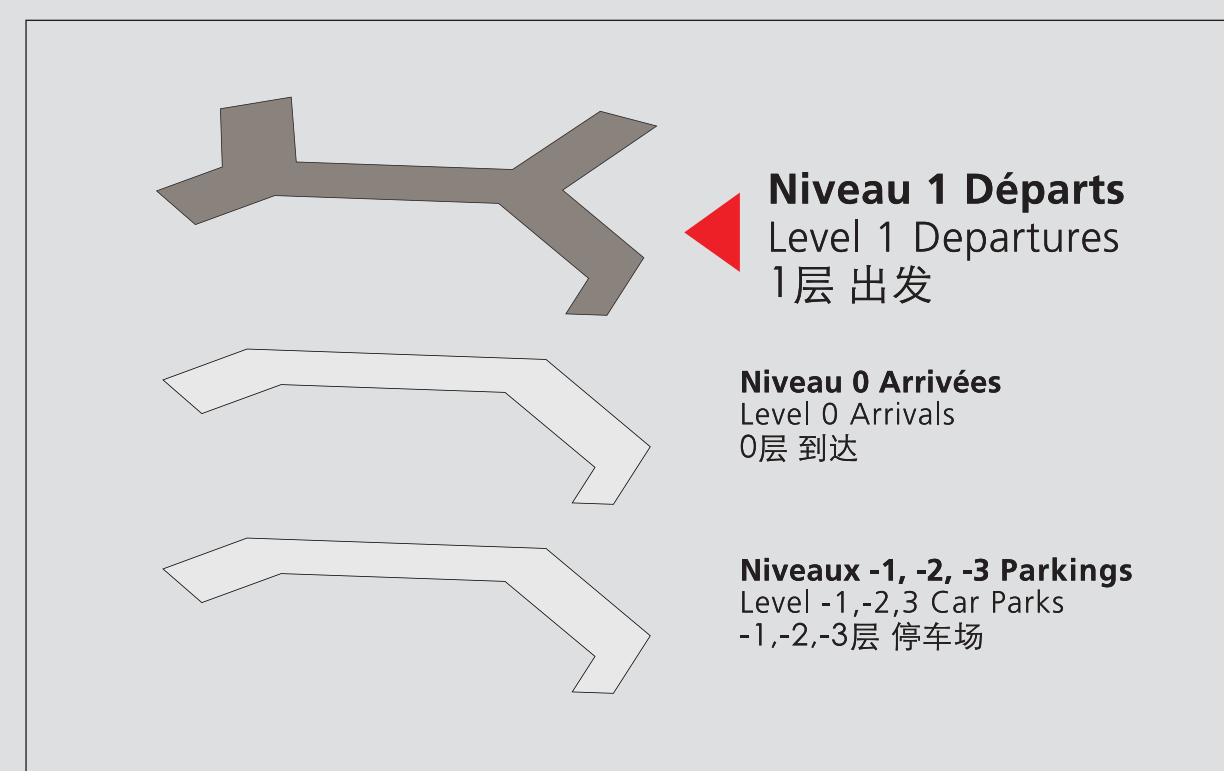 Niveau 1 Départs
Level 1 Departures
1层 出发
Niveau 0 Arrivées
Level 0 Arrivals
0层 到达
Niveaux -1, -2, -3 Parkings
Level -1,-2,3 Car Parks
-1,-2,-3层 停车场